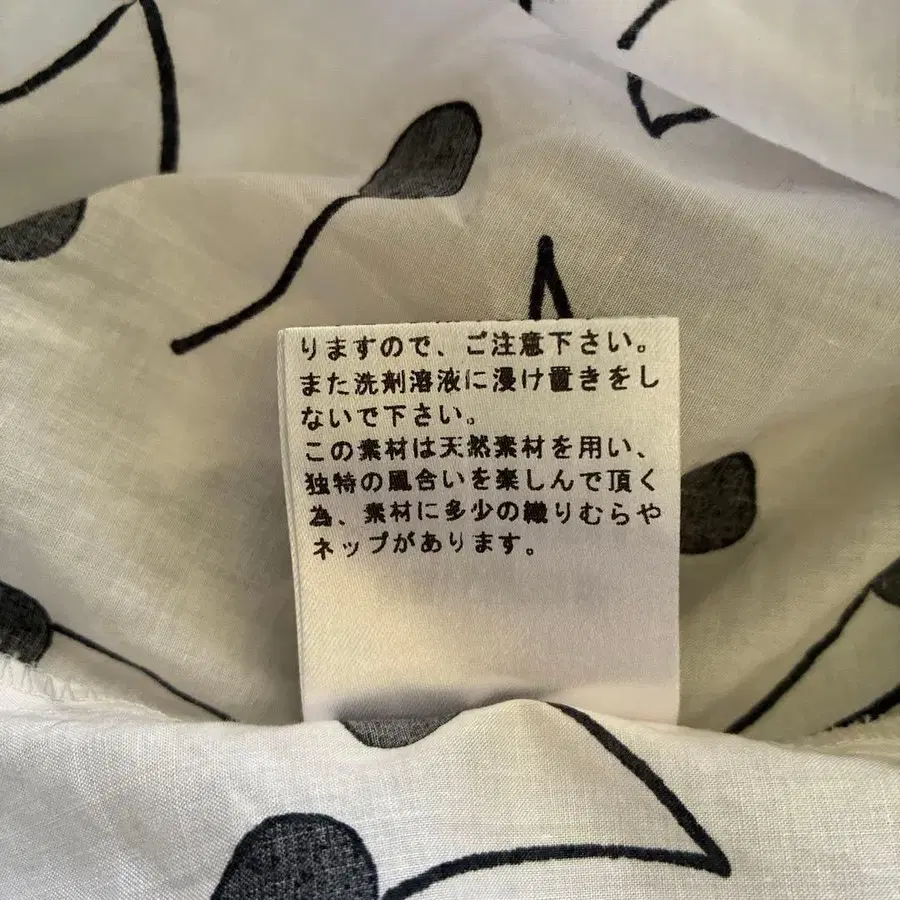 りますので、ご注意下さい。
また洗剤溶液に浸け置きをし
ないで下さい。
この素材は天然素材を用い、
独特の風合いを楽しんで頂く
為、素材に多少の織りむらや
ネップがあります。